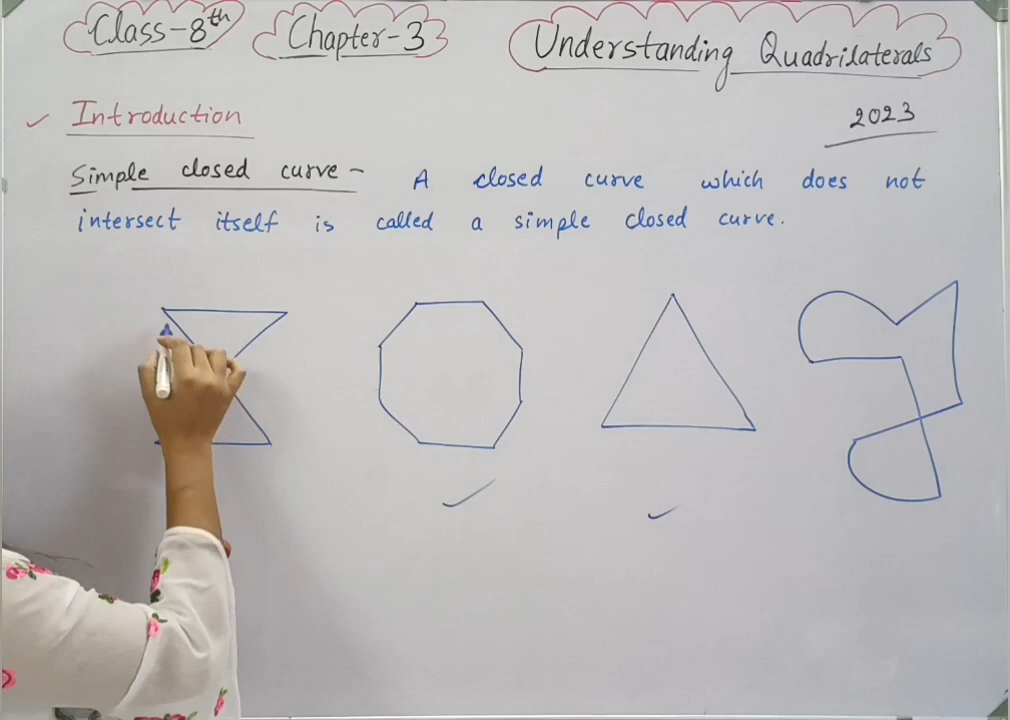 Class-8th Chapter-3 Understanding Quadrilaterals
Introduction
2023
Simple closed curve - A closed curve which does not
intersect itself is called a simple closed curve.